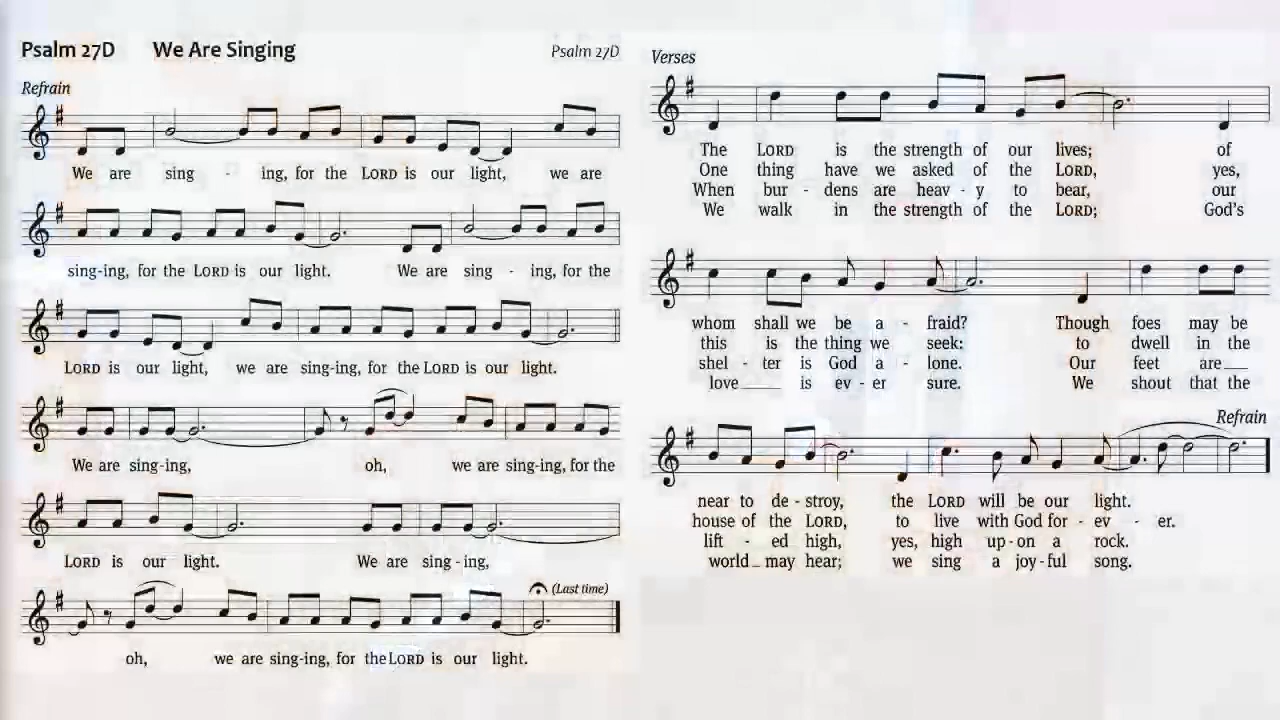 Psalm 27D We Are Singing Psalm 27D
Refrain
We are sing - ing, for the LORD is our light, we are
sing-ing, for the LORD is our light. We are sing - ing, for the
LORD is our light, we are sing-ing, for the LORD is our light.
We are sing-ing, oh, we are sing-ing, for the
LORD is our light. We are sing-ing,
(Last time)
oh, we are sing-ing, for the LORD is our light.
Verses
The LORD is the strength of our lives; of
One thing have we asked of the LORD, yes,
When bur - dens are heav - y to bear, our
We walk in the strength of the LORD; God's
whom shall we be a - fraid? Though foes may be
this is the thing we seek: to dwell in the
shel - ter is God a - lone. Our feet are
love is ev - er sure. We shout that the
Refrain
near to de - stroy, the LORD will be our light.
house of the LORD, to live with God for - ev - er.
lift - ed high, yes, high up - on a rock.
world may hear; we sing a joy - ful song.